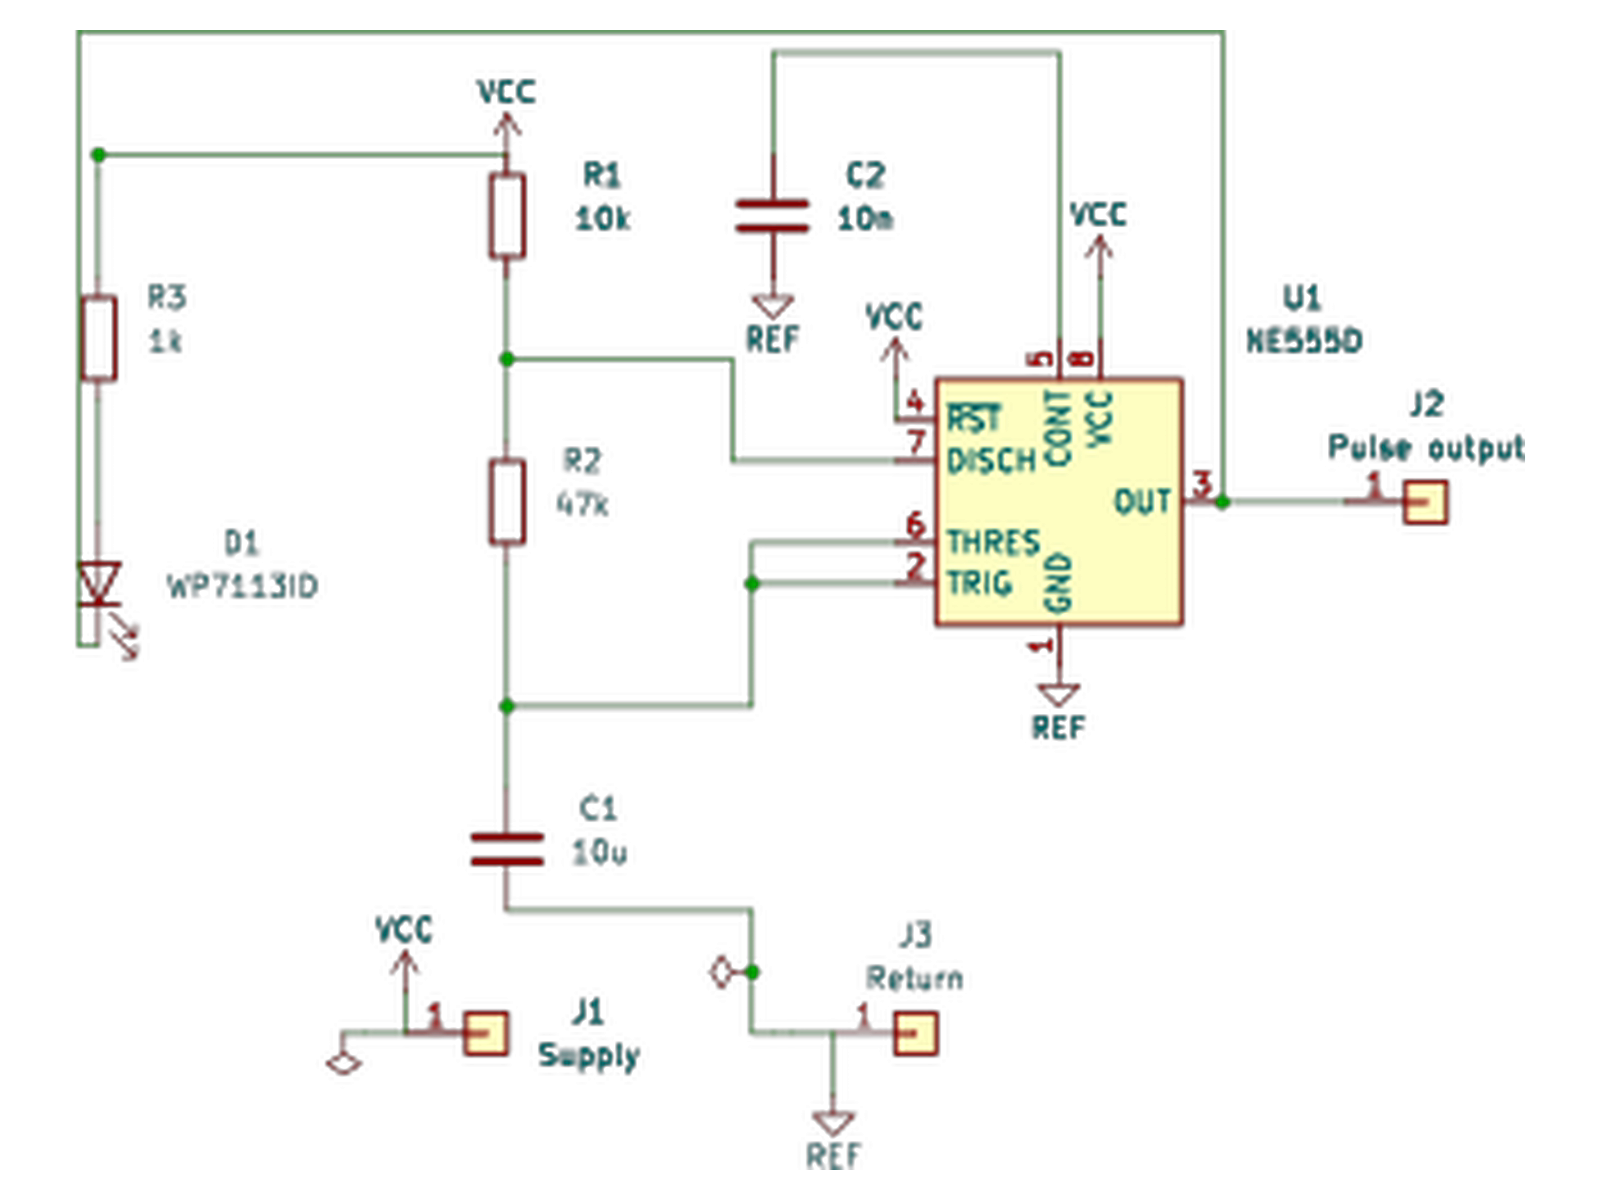 VCC
R1
10k
C2
10n
VCC
R3
1k
REF
VCC
U1
NE555D
5
8
4
RST
CONT
VCC
J2
Pulse output
1
7
DISCH
R2
47k
3
OUT
6
THRES
D1
WP7113ID
2
TRIG
GND
1
REF
C1
10u
VCC
J3
Return
1
1
J1
Supply
REF